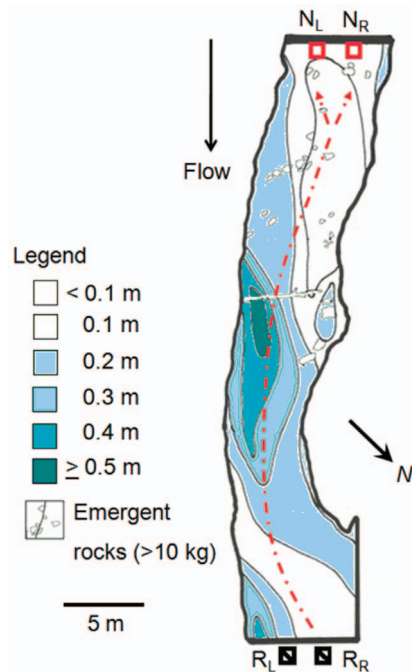 N_L N_R
Flow
Legend
< 0.1 m
0.1 m
0.2 m
0.3 m
0.4 m
≥ 0.5 m
Emergent
rocks (>10 kg)
N
5 m
R_L R_R